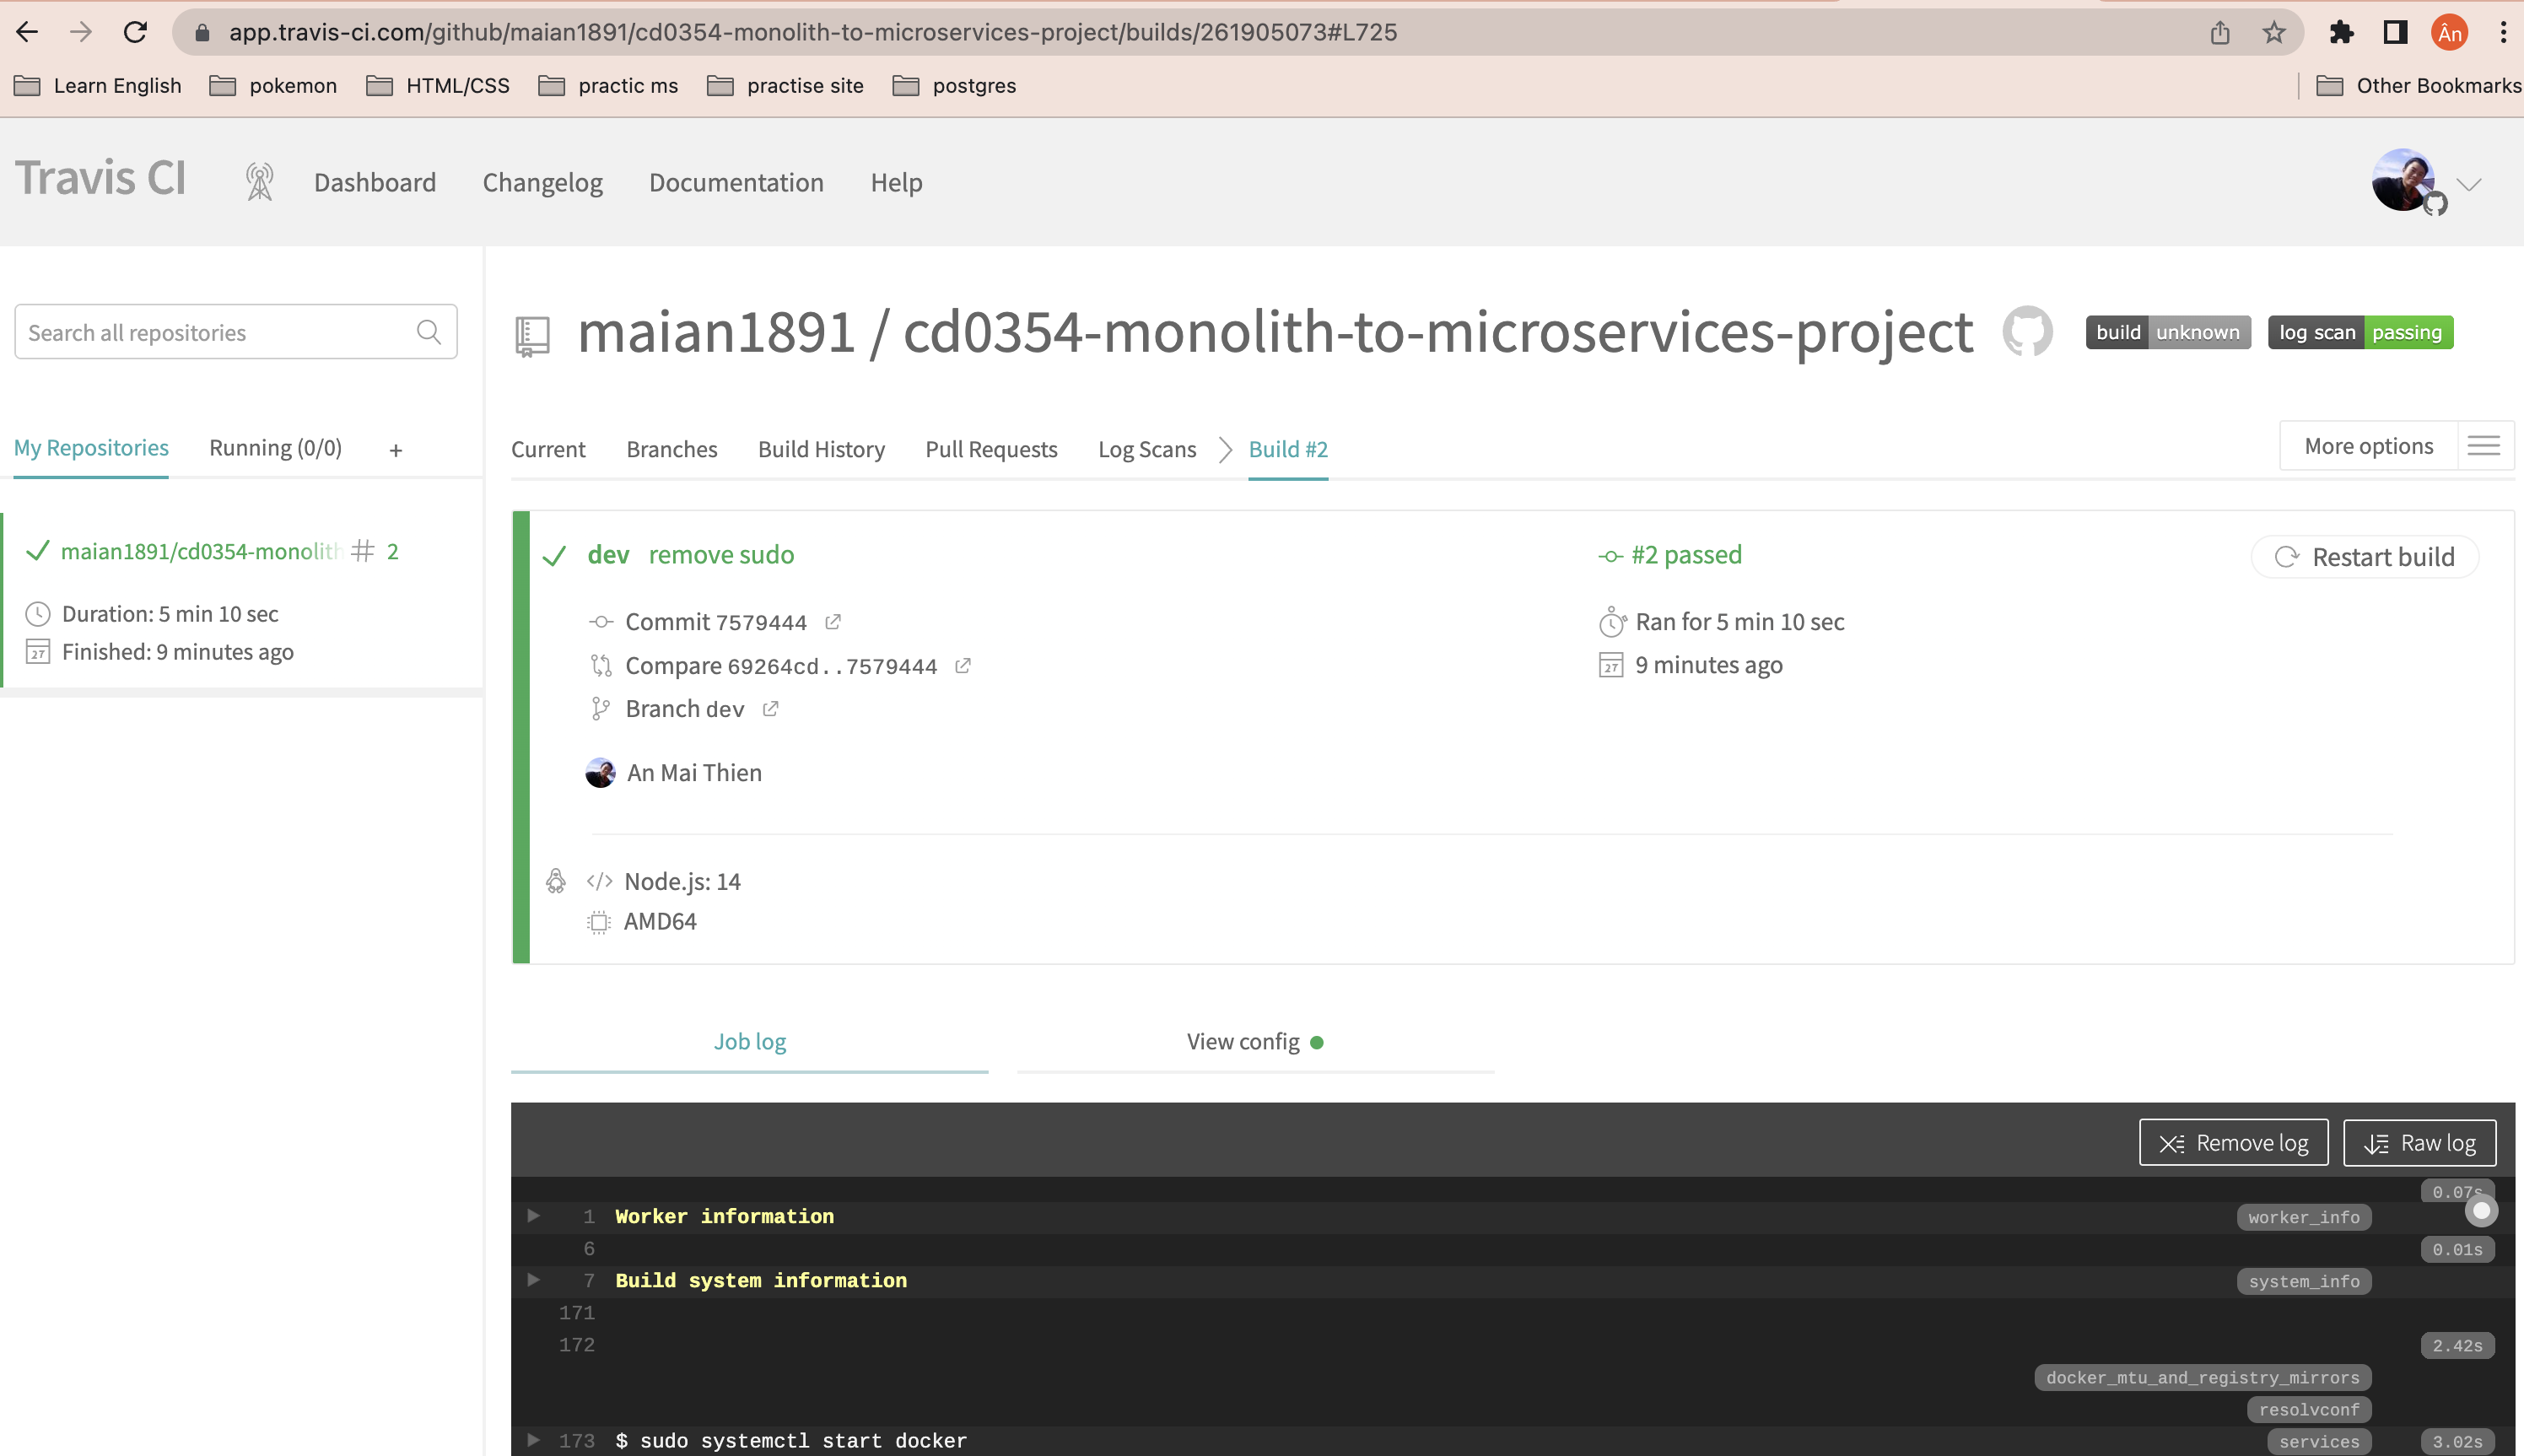 app.travis-ci.com/github/maian1891/cd0354-monolith-to-microservices-project/builds/261905073#L725
Ân
Learn English pokemon HTML/CSS practic ms practise site postgres Other Bookmarks
Travis CI Dashboard Changelog Documentation Help
Search all repositories
My Repositories Running (0/0) +
maian1891/cd0354-monolith # 2
Duration: 5 min 10 sec
27 Finished: 9 minutes ago
maian1891 / cd0354-monolith-to-microservices-project build unknown log scan passing
Current Branches Build History Pull Requests Log Scans Build #2 More options
dev remove sudo
Commit 7579444
Compare 69264cd..7579444
Branch dev
An Mai Thien
#2 passed
Ran for 5 min 10 sec
27 9 minutes ago
Restart build
</> Node.js: 14
AMD64
Job log View config
Remove log Raw log
0.07s
1 Worker information worker_info
6 0.01s
7 Build system information system_info
171
172 2.42s
docker_mtu_and_registry_mirrors
resolvconf
173 $ sudo systemctl start docker services 3.02s